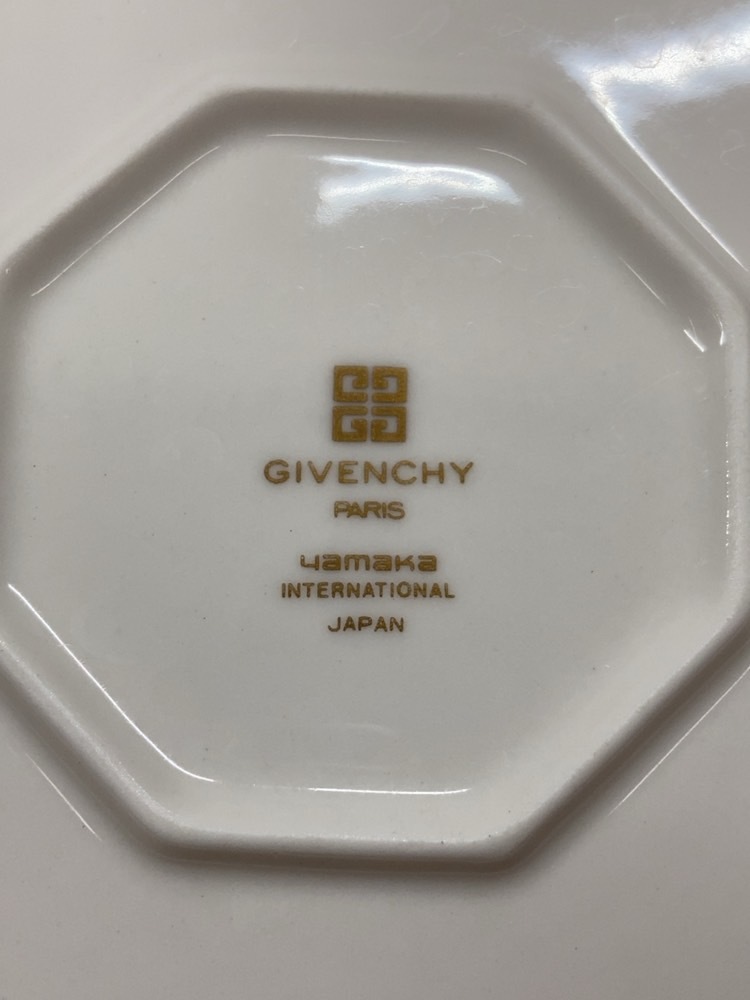 GIVENCHY
PARIS
yamaka
INTERNATIONAL
JAPAN